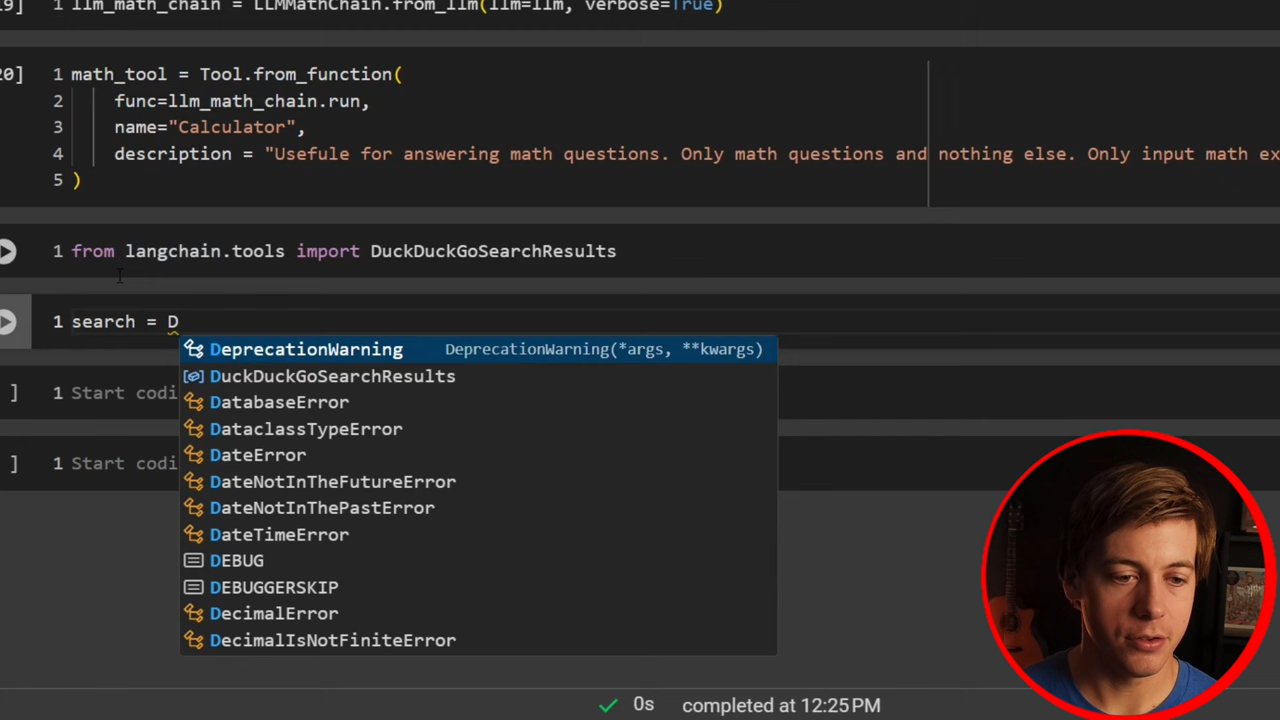 9] 1 llm_math_chain = LLMMathChain.from_llm(llm=llm, verbose=True)
20] 1 math_tool = Tool.from_function(
2 func=llm_math_chain.run,
3 name="Calculator",
4 description = "Usefule for answering math questions. Only math questions and nothing else. Only input math ex
5 )
1 from langchain.tools import DuckDuckGoSearchResults
1 search = D
DeprecationWarning DeprecationWarning(*args, **kwargs)
DuckDuckGoSearchResults
] 1 Start codi
DatabaseError
DataclassTypeError
DateError
] 1 Start codi
DateNotInTheFutureError
DateNotInThePastError
DateTimeError
DEBUG
DEBUGGERSKIP
DecimalError
DecimalIsNotFiniteError
0s completed at 12:25 PM